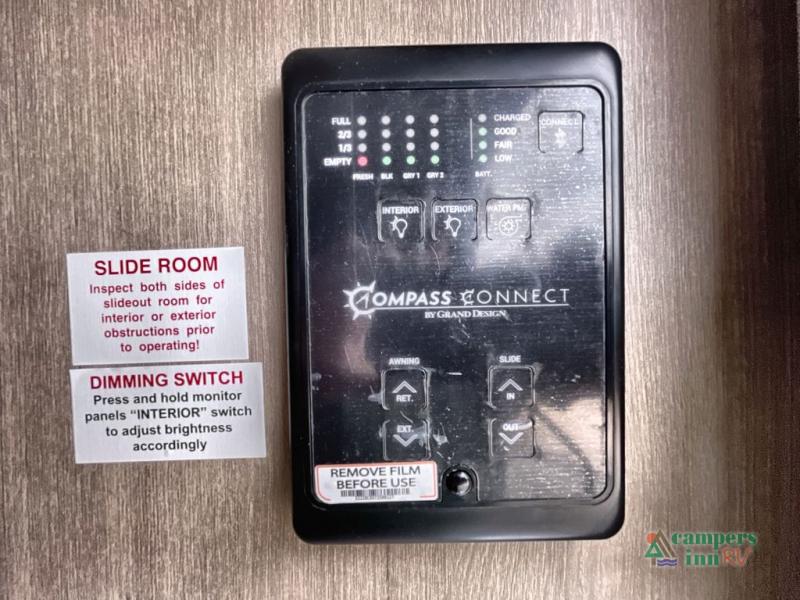 SLIDE ROOM
Inspect both sides of
slideout room for
interior or exterior
obstructions prior
to operating!
DIMMING SWITCH
Press and hold monitor
panels "INTERIOR" switch
to adjust brightness
accordingly
FULL
2/3
1/3
EMPTY
FRESH BLK GRY 1 GRY 2
CHARGED
GOOD
FAIR
LOW
BATT.
CONNECT
INTERIOR EXTERIOR WATER PMP
COMPASS CONNECT
BY GRAND DESIGN
AWNING
RET.
EXT.
SLIDE
IN
OUT
REMOVE FILM
BEFORE USE
campers
inn RV